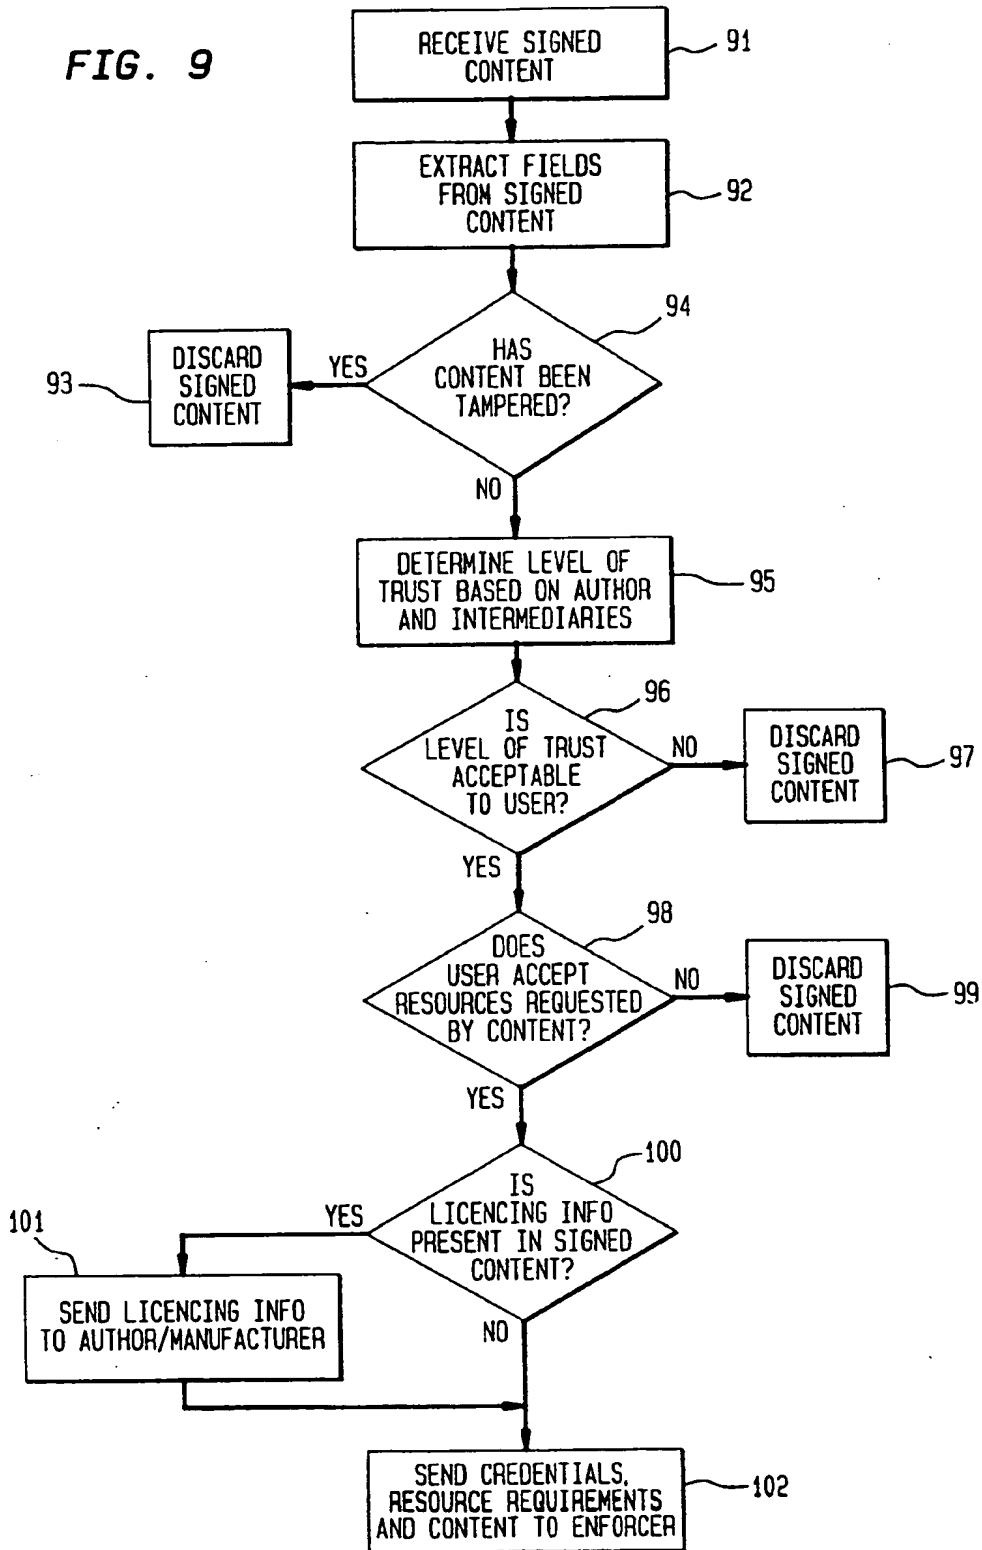 FIG. 9
RECEIVE SIGNED
CONTENT
91
EXTRACT FIELDS
FROM SIGNED
CONTENT
92
HAS
CONTENT BEEN
TAMPERED?
94
YES
DISCARD
SIGNED
CONTENT
93
NO
DETERMINE LEVEL OF
TRUST BASED ON AUTHOR
AND INTERMEDIARIES
95
IS
LEVEL OF TRUST
ACCEPTABLE
TO USER?
96
NO
DISCARD
SIGNED
CONTENT
97
YES
DOES
USER ACCEPT
RESOURCES REQUESTED
BY CONTENT?
98
NO
DISCARD
SIGNED
CONTENT
99
YES
IS
LICENCING INFO
PRESENT IN SIGNED
CONTENT?
100
YES
101
SEND LICENCING INFO
TO AUTHOR/MANUFACTURER
NO
SEND CREDENTIALS,
RESOURCE REQUIREMENTS
AND CONTENT TO ENFORCER
102